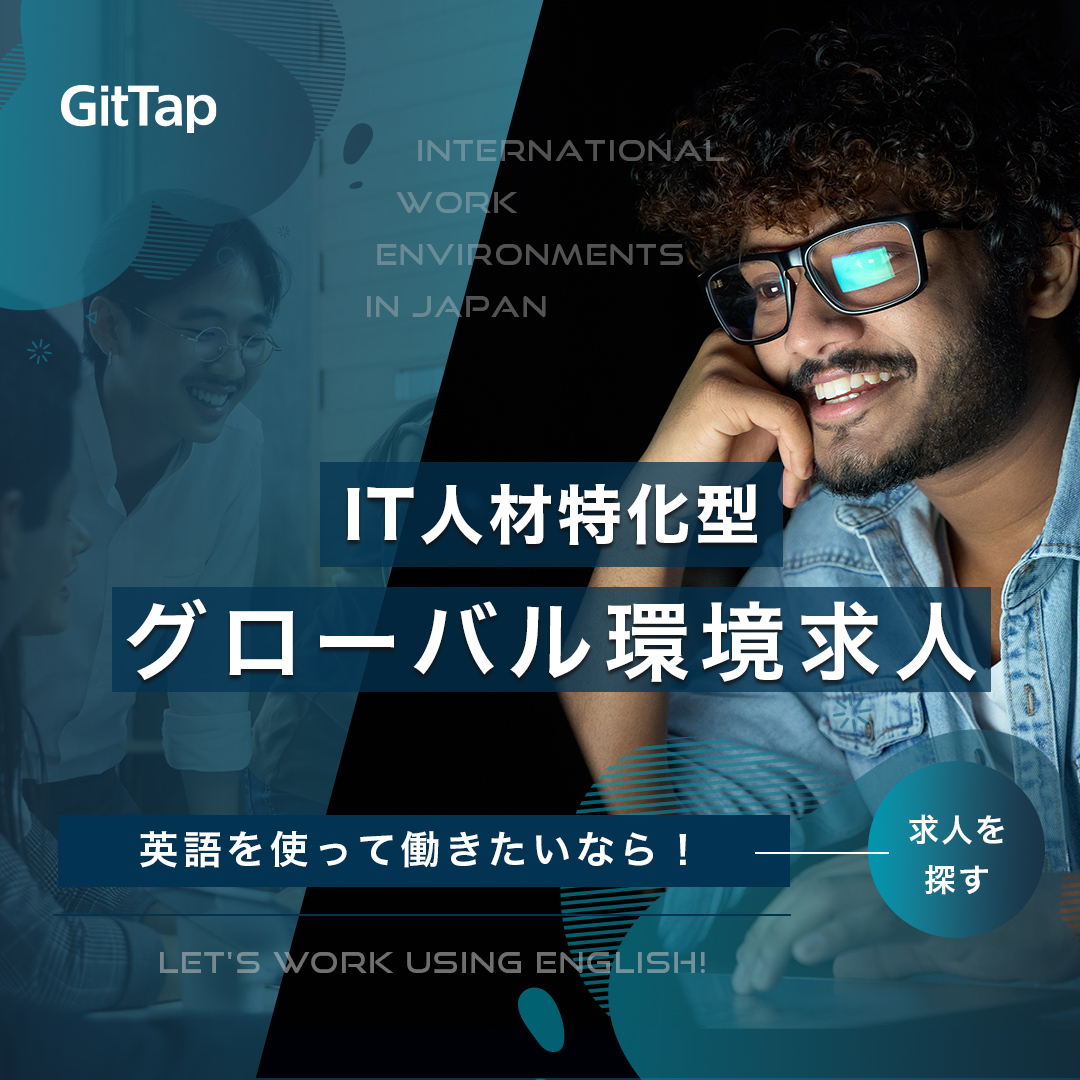 GitTap
INTERNATIONAL
WORK
ENVIRONMENTS
IN JAPAN
IT人材特化型
グローバル環境求人
英語を使って働きたいなら！
求人を
探す
LET'S WORK USING ENGLISH!